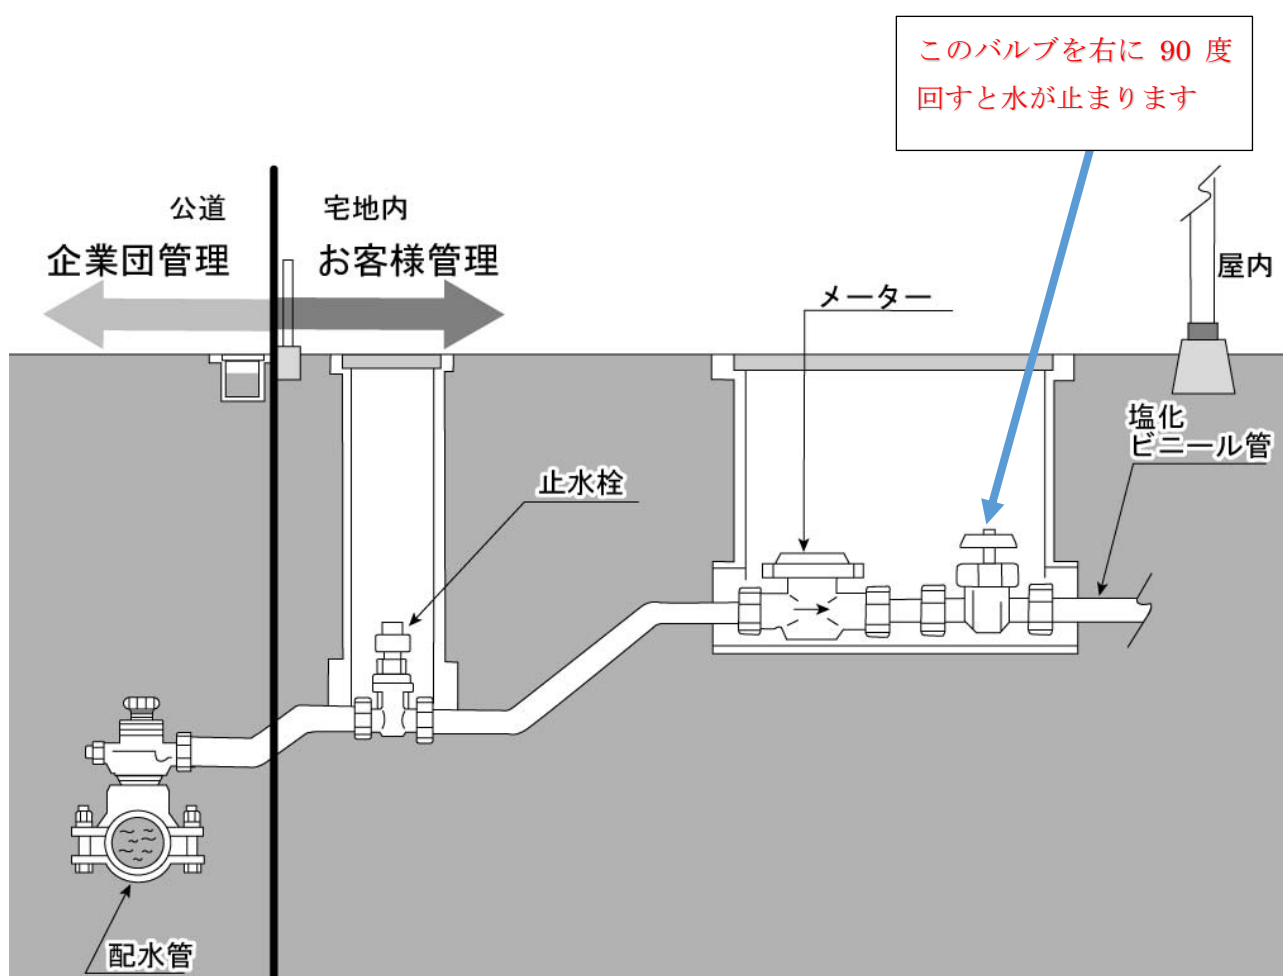 このバルブを右に 90 度
回すと水が止まります
公道
宅地内
企業団管理
お客様管理
メーター
屋内
塩化
ビニール管
止水栓
配水管